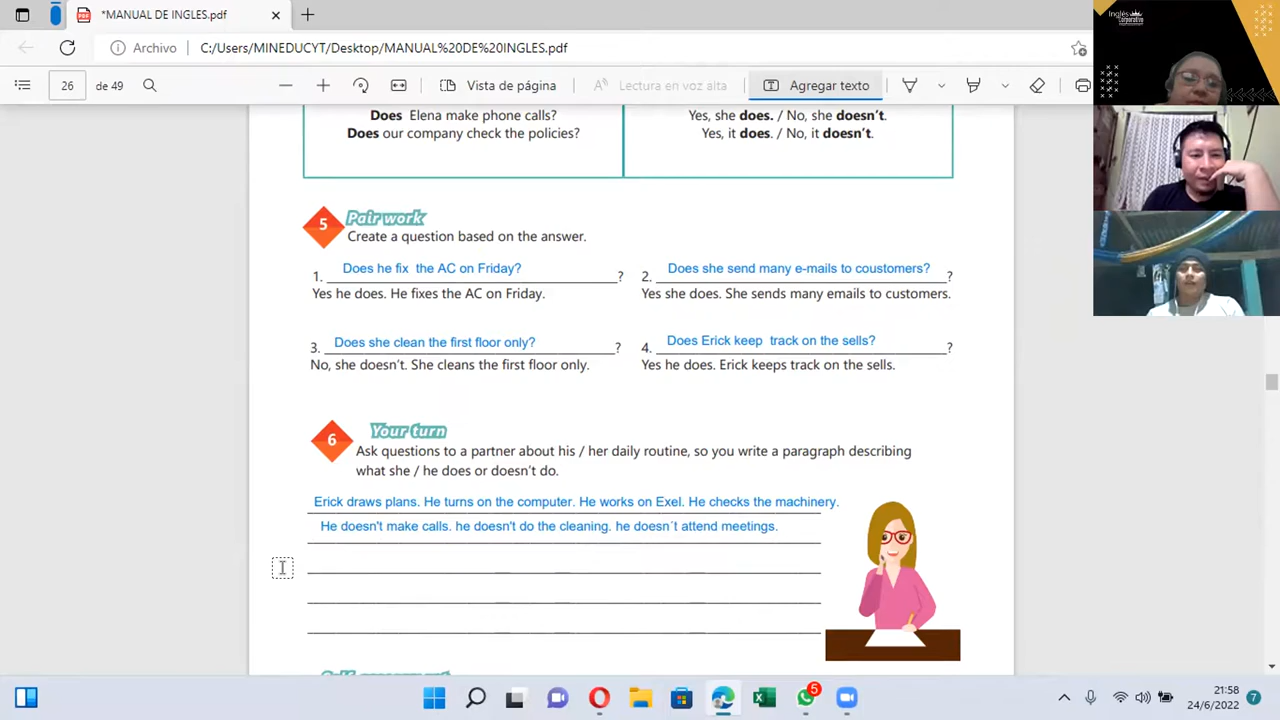 *MANUAL DE INGLES.pdf
Archivo
C:/Users/MINEDUCYT/Desktop/MANUAL%20DE%20INGLES.pdf
26
de 49
Vista de página
Lectura en voz alta
Agregar texto
Inglés
Corporativo
Does Elena make phone calls?
Does our company check the policies?
Yes, she does. / No, she doesn't.
Yes, it does. / No, it doesn't.
5
Pair work
Create a question based on the answer.
1. Does he fix the AC on Friday? ?
Yes he does. He fixes the AC on Friday.
2. Does she send many e-mails to coustomers? ?
Yes she does. She sends many emails to customers.
3. Does she clean the first floor only? ?
No, she doesn't. She cleans the first floor only.
4. Does Erick keep track on the sells? ?
Yes he does. Erick keeps track on the sells.
6
Your turn
Ask questions to a partner about his / her daily routine, so you write a paragraph describing
what she / he does or doesn't do.
Erick draws plans. He turns on the computer. He works on Exel. He checks the machinery.
He doesn't make calls. he doesn't do the cleaning. he doesn´t attend meetings.
5
21:58
24/6/2022
7